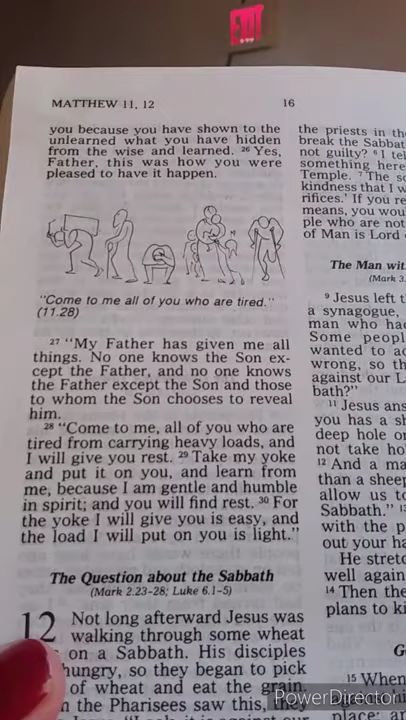 EXIT
MATTHEW 11, 12
16
you because you have shown to the
unlearned what you have hidden
from the wise and learned. 26 Yes,
Father, this was how you were
pleased to have it happen.
"Come to me all of you who are tired."
(11.28)
27 "My Father has given me all
things. No one knows the Son ex-
cept the Father, and no one knows
the Father except the Son and those
to whom the Son chooses to reveal
him.
28 "Come to me, all of you who are
tired from carrying heavy loads, and
I will give you rest. 29 Take my yoke
and put it on you, and learn from
me, because I am gentle and humble
in spirit; and you will find rest. 30 For
the yoke I will give you is easy, and
the load I will put on you is light."
The Question about the Sabbath
(Mark 2.23-28; Luke 6.1-5)
12 Not long afterward Jesus was
walking through some wheat
on a Sabbath. His disciples
hungry, so they began to pick
of wheat and eat the grain.
the Pharisees saw this, they
the priests in the
break the Sabbat
not guilty? 6 I tel
something here
Temple. 7 The sc
kindness that I w
rifices.' If you re
means, you wou
ple who are not
of Man is Lord
The Man wit
(Mark 3.
9 Jesus left t
a synagogue,
man who had
Some peopl
wanted to ac
wrong, so th
against our L
bath?"
11 Jesus ans
you has a sh
deep hole on
not take ho
12 And a ma
than a sheep
allow us to
Sabbath." 13
with the p
out your ha
He stretc
well again
14 Then the
plans to ki
15 When
PowerDirector